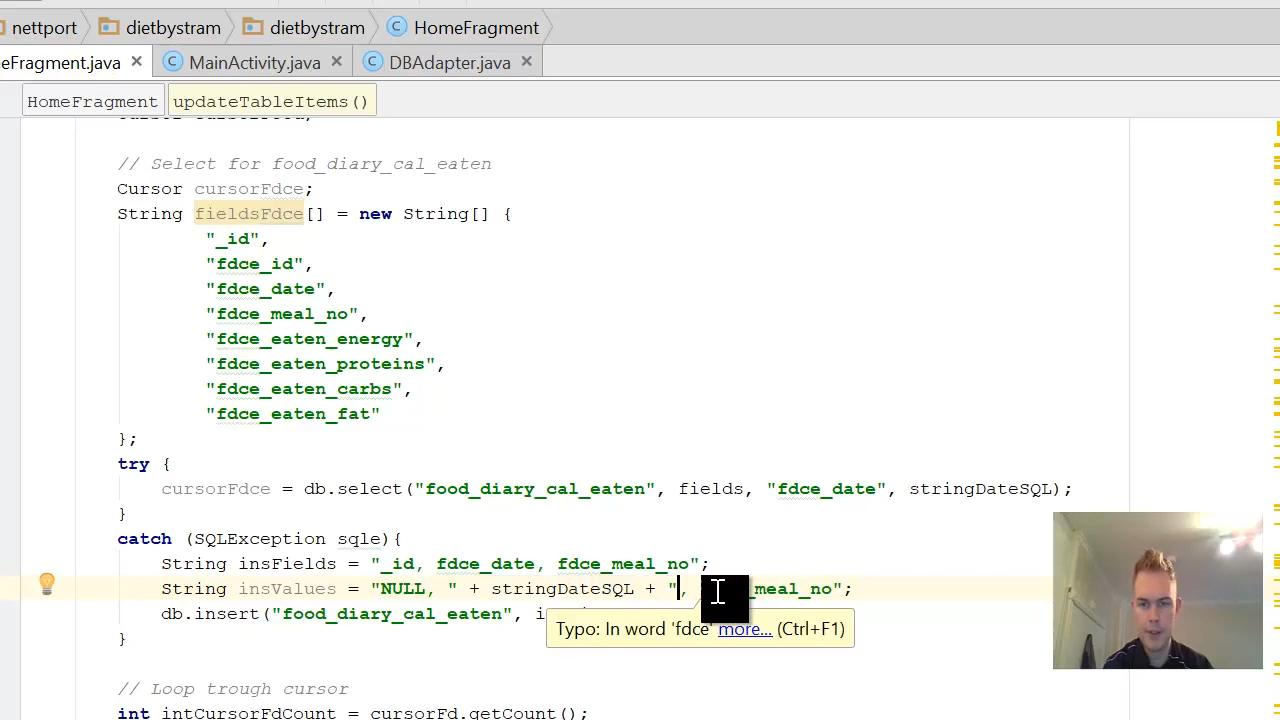 nettport dietbystram dietbystram HomeFragment
eFragment.java MainActivity.java DBAdapter.java
HomeFragment updateTableItems()
// Select for food_diary_cal_eaten
Cursor cursorFdce;
String fieldsFdce[] = new String[] {
"_id",
"fdce_id",
"fdce_date",
"fdce_meal_no",
"fdce_eaten_energy",
"fdce_eaten_proteins",
"fdce_eaten_carbs",
"fdce_eaten_fat"
};
try {
cursorFdce = db.select("food_diary_cal_eaten", fields, "fdce_date", stringDateSQL);
}
catch (SQLException sqle){
String insFields = "_id, fdce_date, fdce_meal_no";
String insValues = "NULL, " + stringDateSQL + ", _meal_no";
db.insert("food_diary_cal_eaten", i
Typo: In word 'fdce' more... (Ctrl+F1)
}
// Loop trough cursor
int intCursorFdCount = cursorFd.getCount();